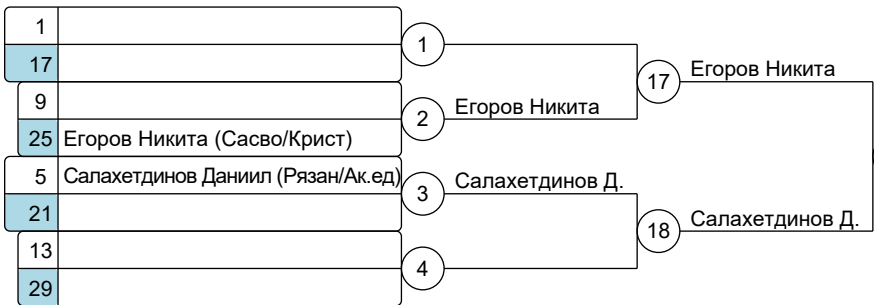 1
1
17
17
Егоров Никита
9
2
Егоров Никита
25 Егоров Никита (Сасво/Крист)
5 Салахетдинов Даниил (Рязан/Ак.ед)
3
Салахетдинов Д.
21
18
Салахетдинов Д.
13
4
29